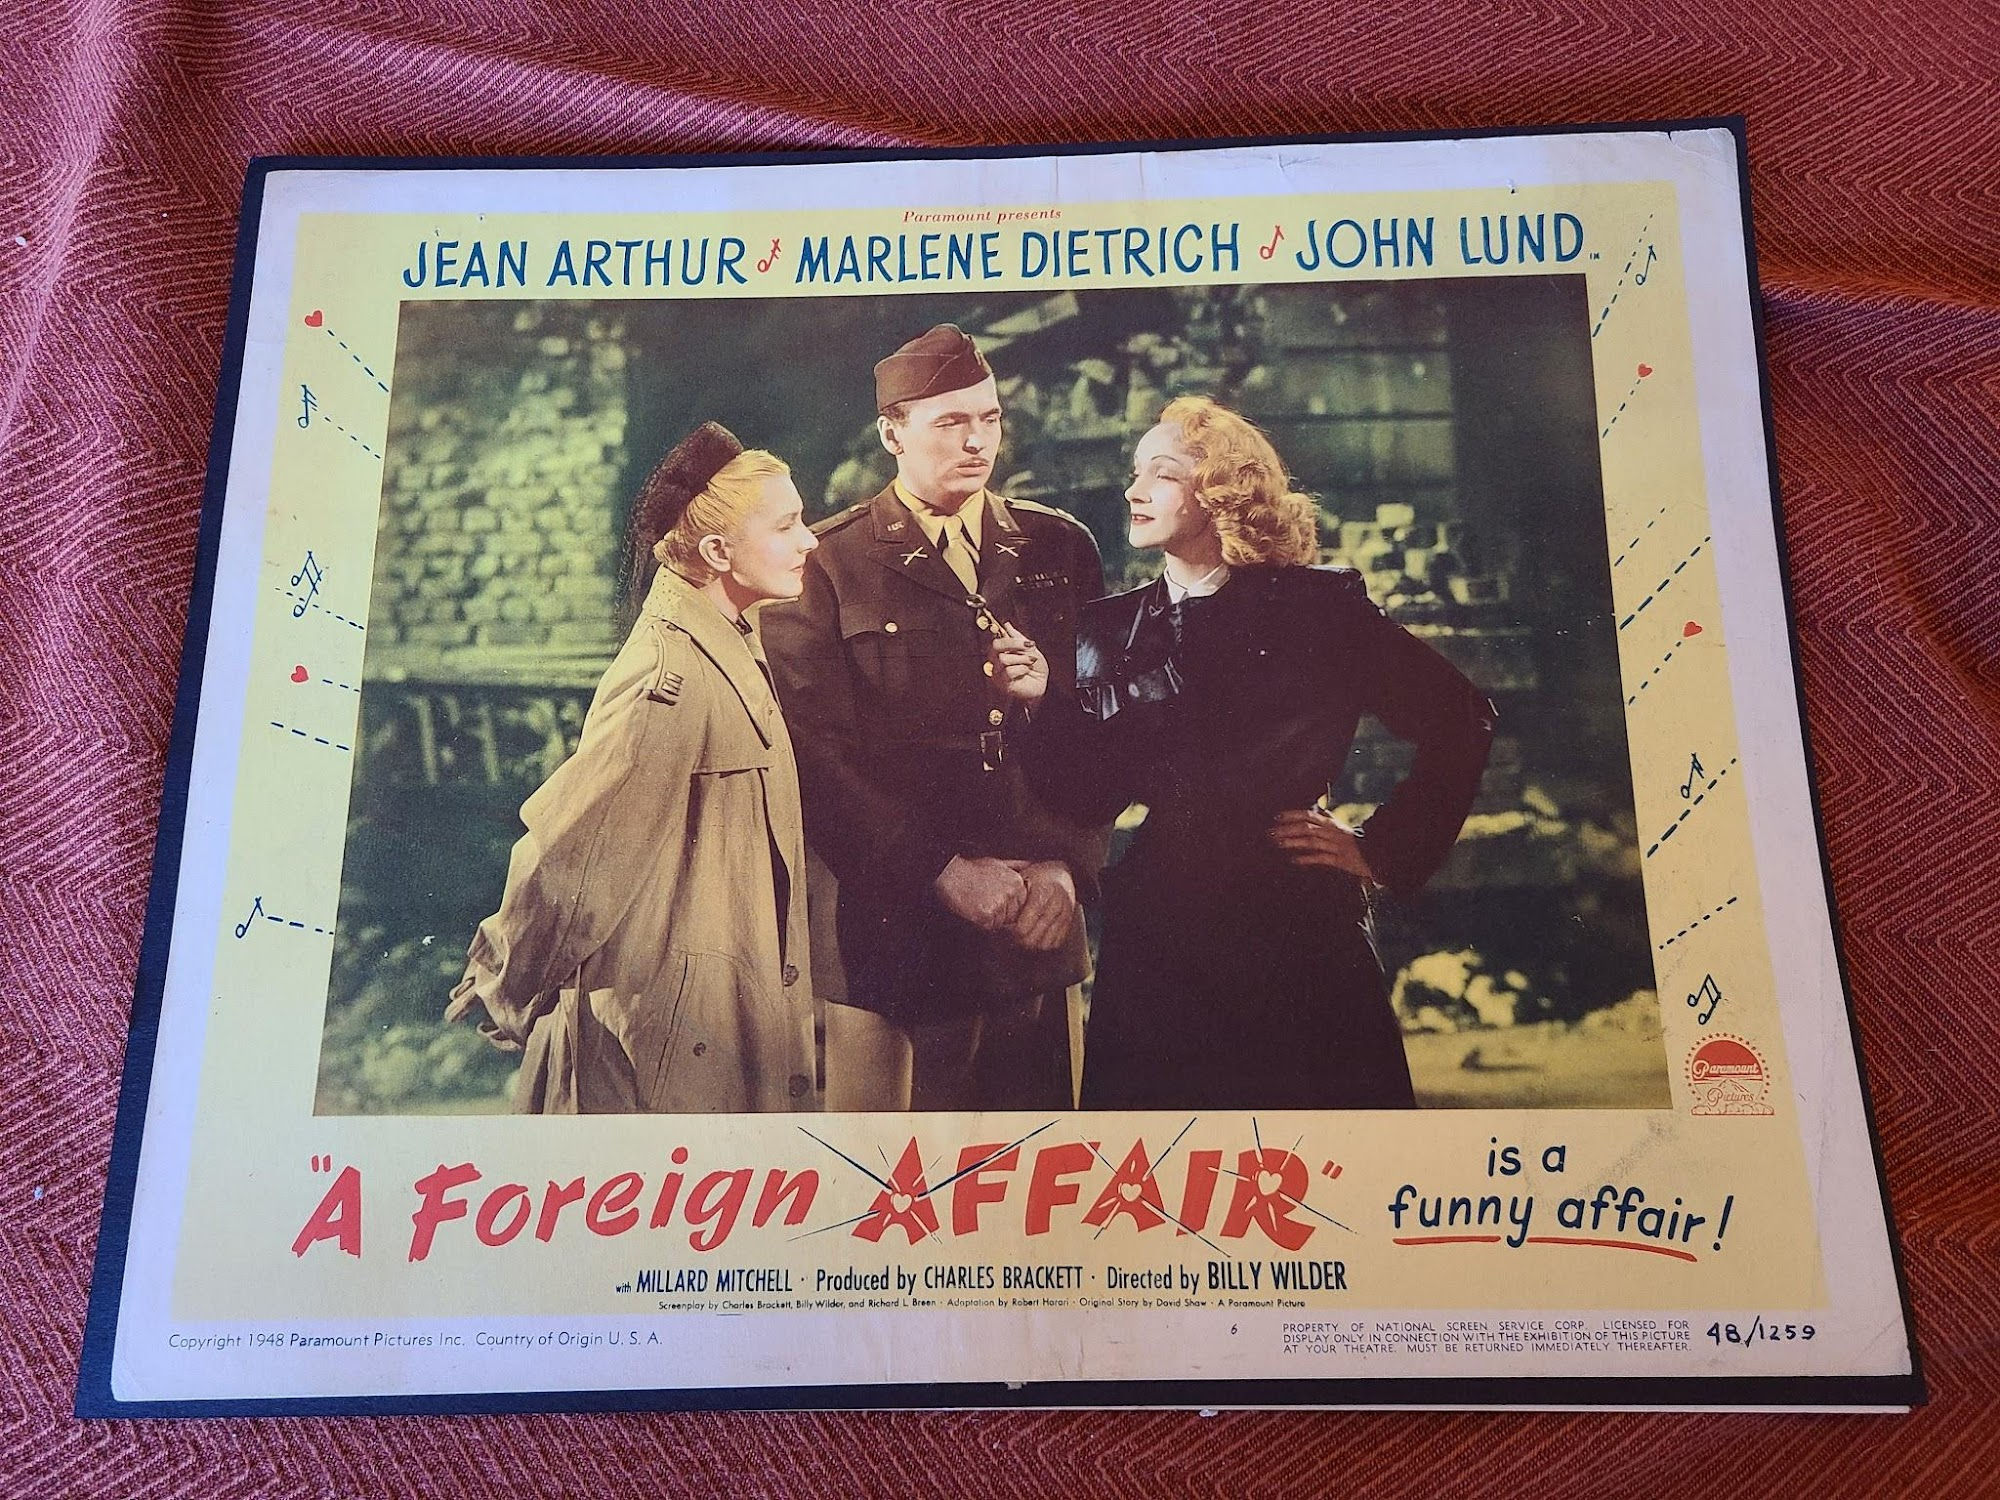 Paramount presents
JEAN ARTHUR MARLENE DIETRICH JOHN LUND IN
Paramount
Pictures
"A Foreign AFFAIR" is a
funny affair!
with MILLARD MITCHELL · Produced by CHARLES BRACKETT · Directed by BILLY WILDER
Screenplay by Charles Brackett, Billy Wilder, and Richard L. Breen · Adaptation by Robert Harari · Original Story by David Shaw · A Paramount Picture
Copyright 1948 Paramount Pictures Inc. Country of Origin U. S. A.
6
PROPERTY OF NATIONAL SCREEN SERVICE CORP. LICENSED FOR
DISPLAY ONLY IN CONNECTION WITH THE EXHIBITION OF THIS PICTURE
AT YOUR THEATRE. MUST BE RETURNED IMMEDIATELY THEREAFTER.
48/1259